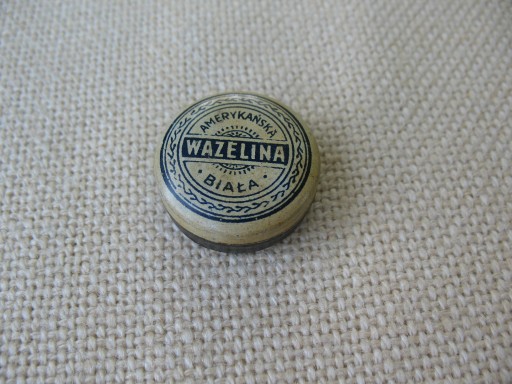 AMERYKAŃSKA
WAZELINA
· BIAŁA ·